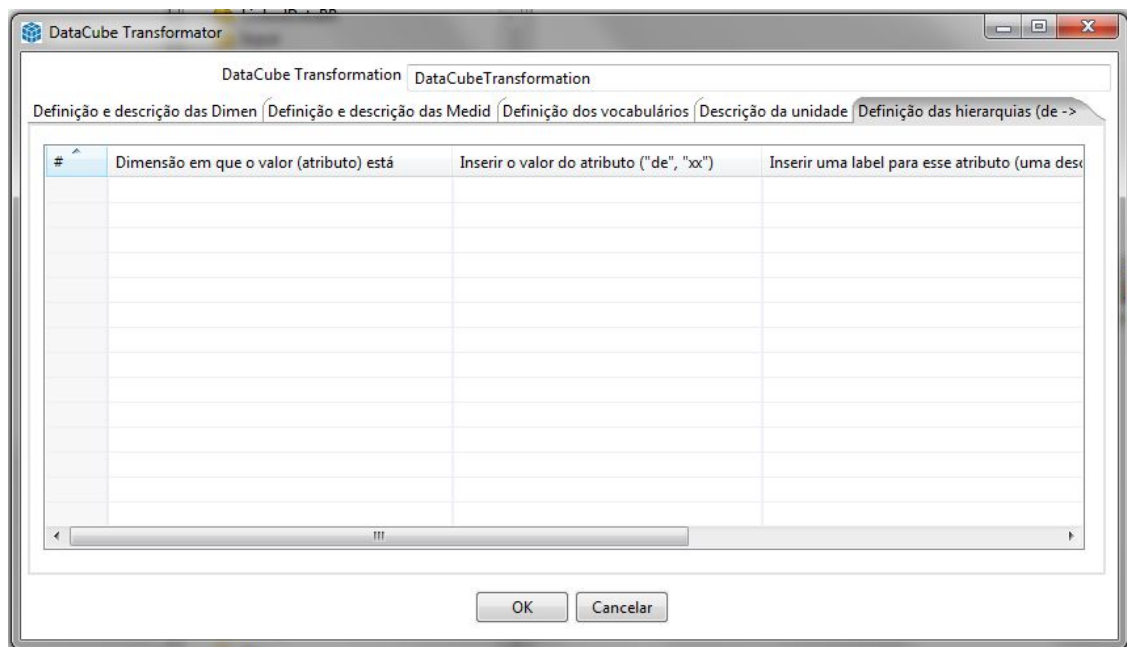 DataCube Transformator
DataCube Transformation DataCubeTransformation
Definição e descrição das Dimen Definição e descrição das Medid Definição dos vocabulários Descrição da unidade Definição das hierarquias (de ->
# Dimensão em que o valor (atributo) está Inserir o valor do atributo ("de", "xx") Inserir uma label para esse atributo (uma desc
OK Cancelar